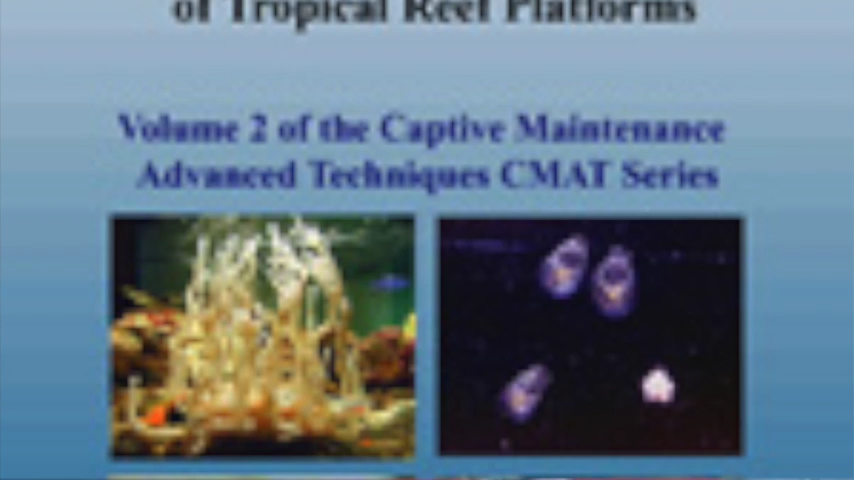 of Tropical Reef Platforms
Volume 2 of the Captive Maintenance
Advanced Techniques CMAT Series